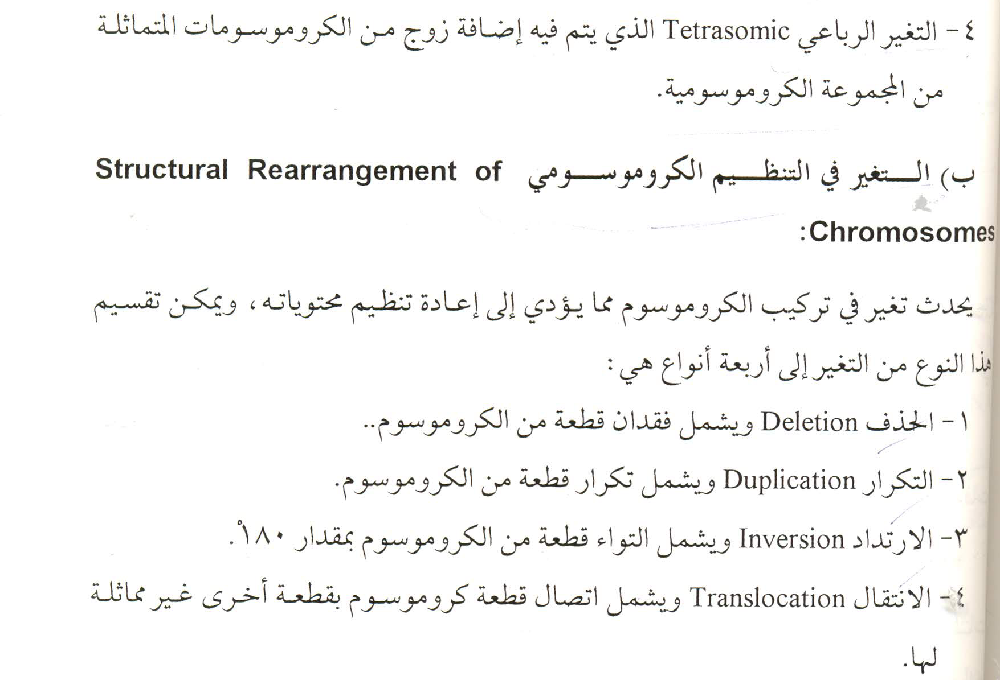 ٤- التغير الرباعي Tetrasomic الذي يتم فيه إضافة زوج من الكروموسومات المتماثلة
من المجموعة الكروموسومية.
ب) التغير في التنظيم الكروموسومي Structural Rearrangement of
Chromosomes:
يحدث تغير في تركيب الكروموسوم مما يؤدي إلى إعادة تنظيم محتوياته، ويمكن تقسيم
هذا النوع من التغير إلى أربعة أنواع هي:
١- الحذف Deletion ويشمل فقدان قطعة من الكروموسوم..
٢- التكرار Duplication ويشمل تكرار قطعة من الكروموسوم.
٣- الارتداد Inversion ويشمل التواء قطعة من الكروموسوم بمقدار ١٨٠°.
٤- الانتقال Translocation ويشمل اتصال قطعة كروموسوم بقطعة أخرى غير مماثلة
لها.